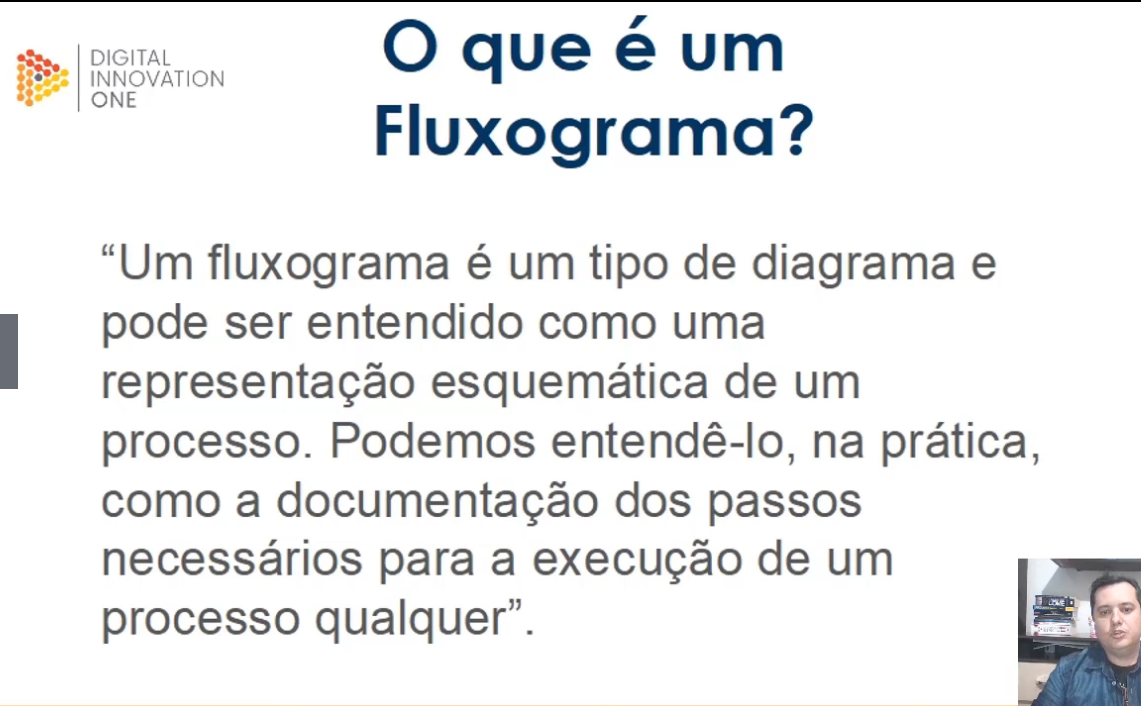 DIGITAL
INNOVATION
ONE
O que é um
Fluxograma?
“Um fluxograma é um tipo de diagrama e
pode ser entendido como uma
representação esquemática de um
processo. Podemos entendê-lo, na prática,
como a documentação dos passos
necessários para a execução de um
processo qualquer”.